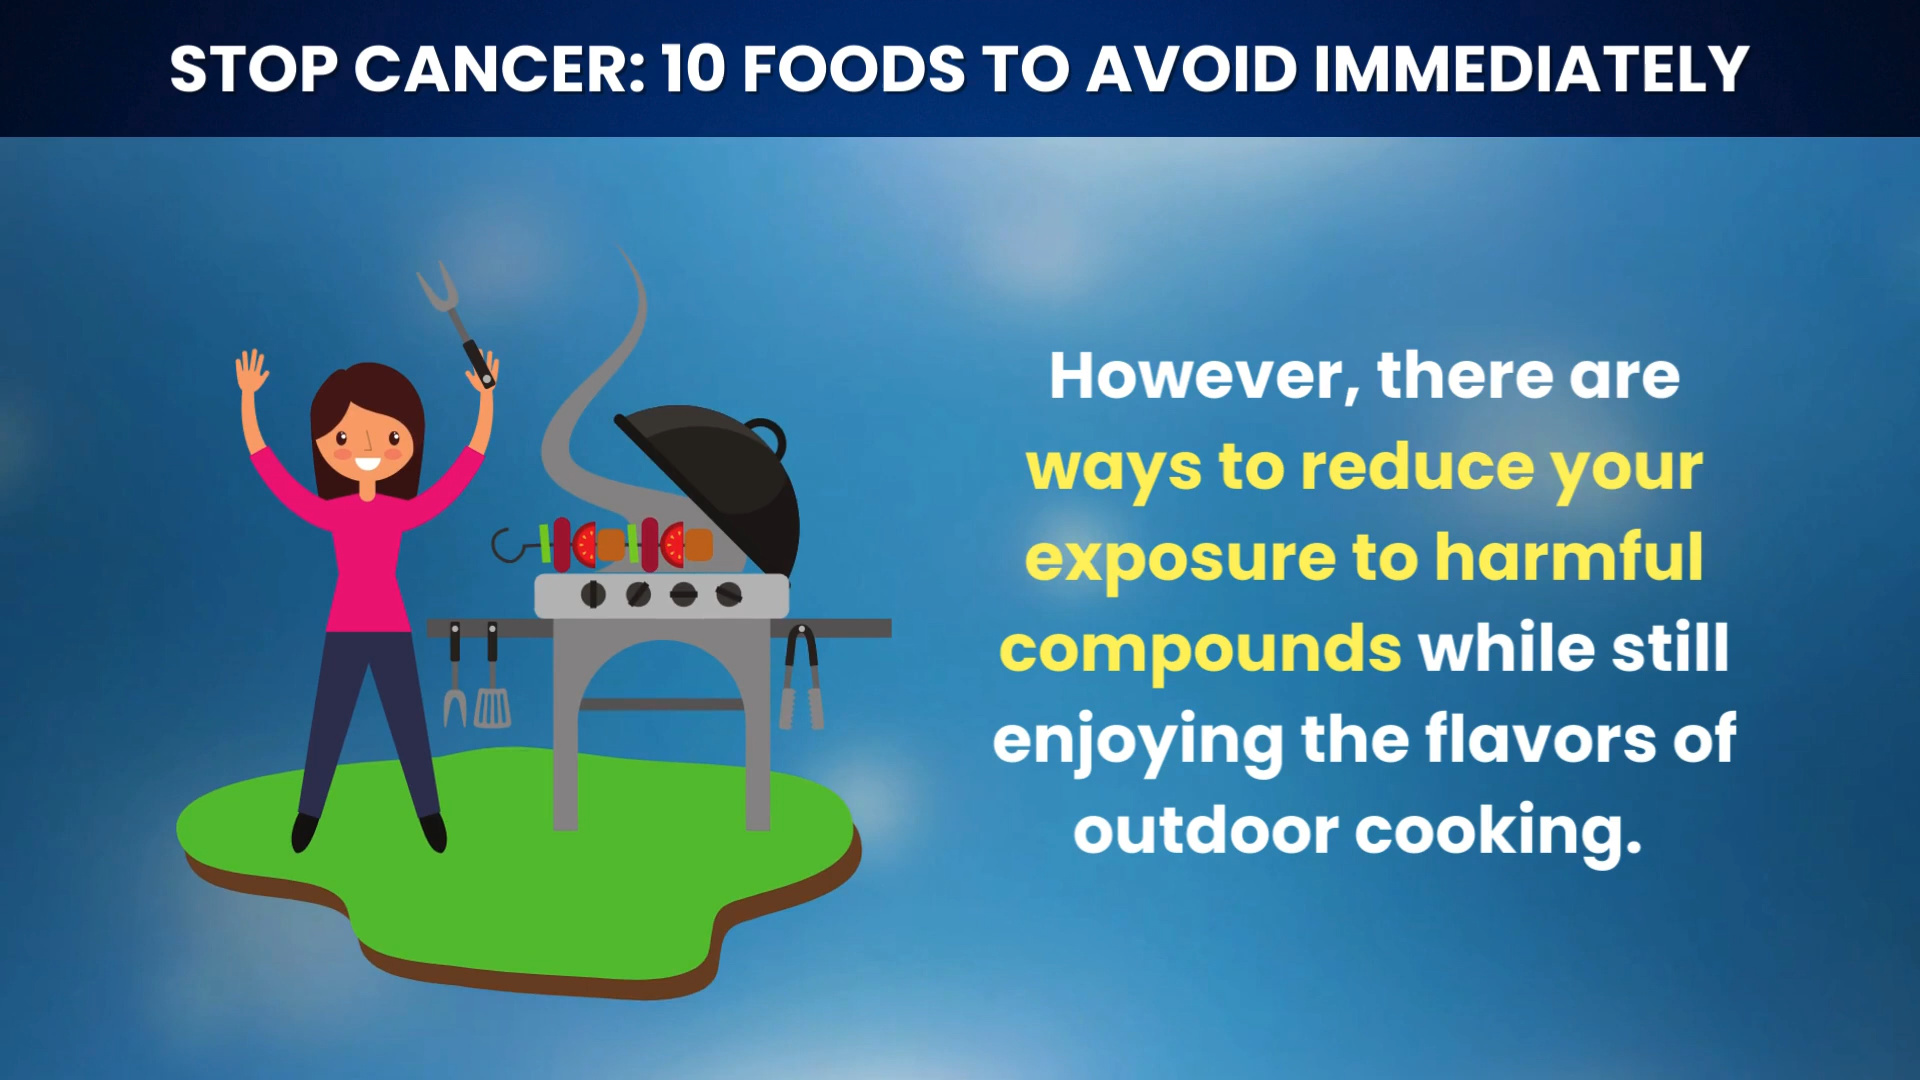 STOP CANCER: 10 FOODS TO AVOID IMMEDIATELY
However, there are
ways to reduce your
exposure to harmful
compounds while still
enjoying the flavors of
outdoor cooking.